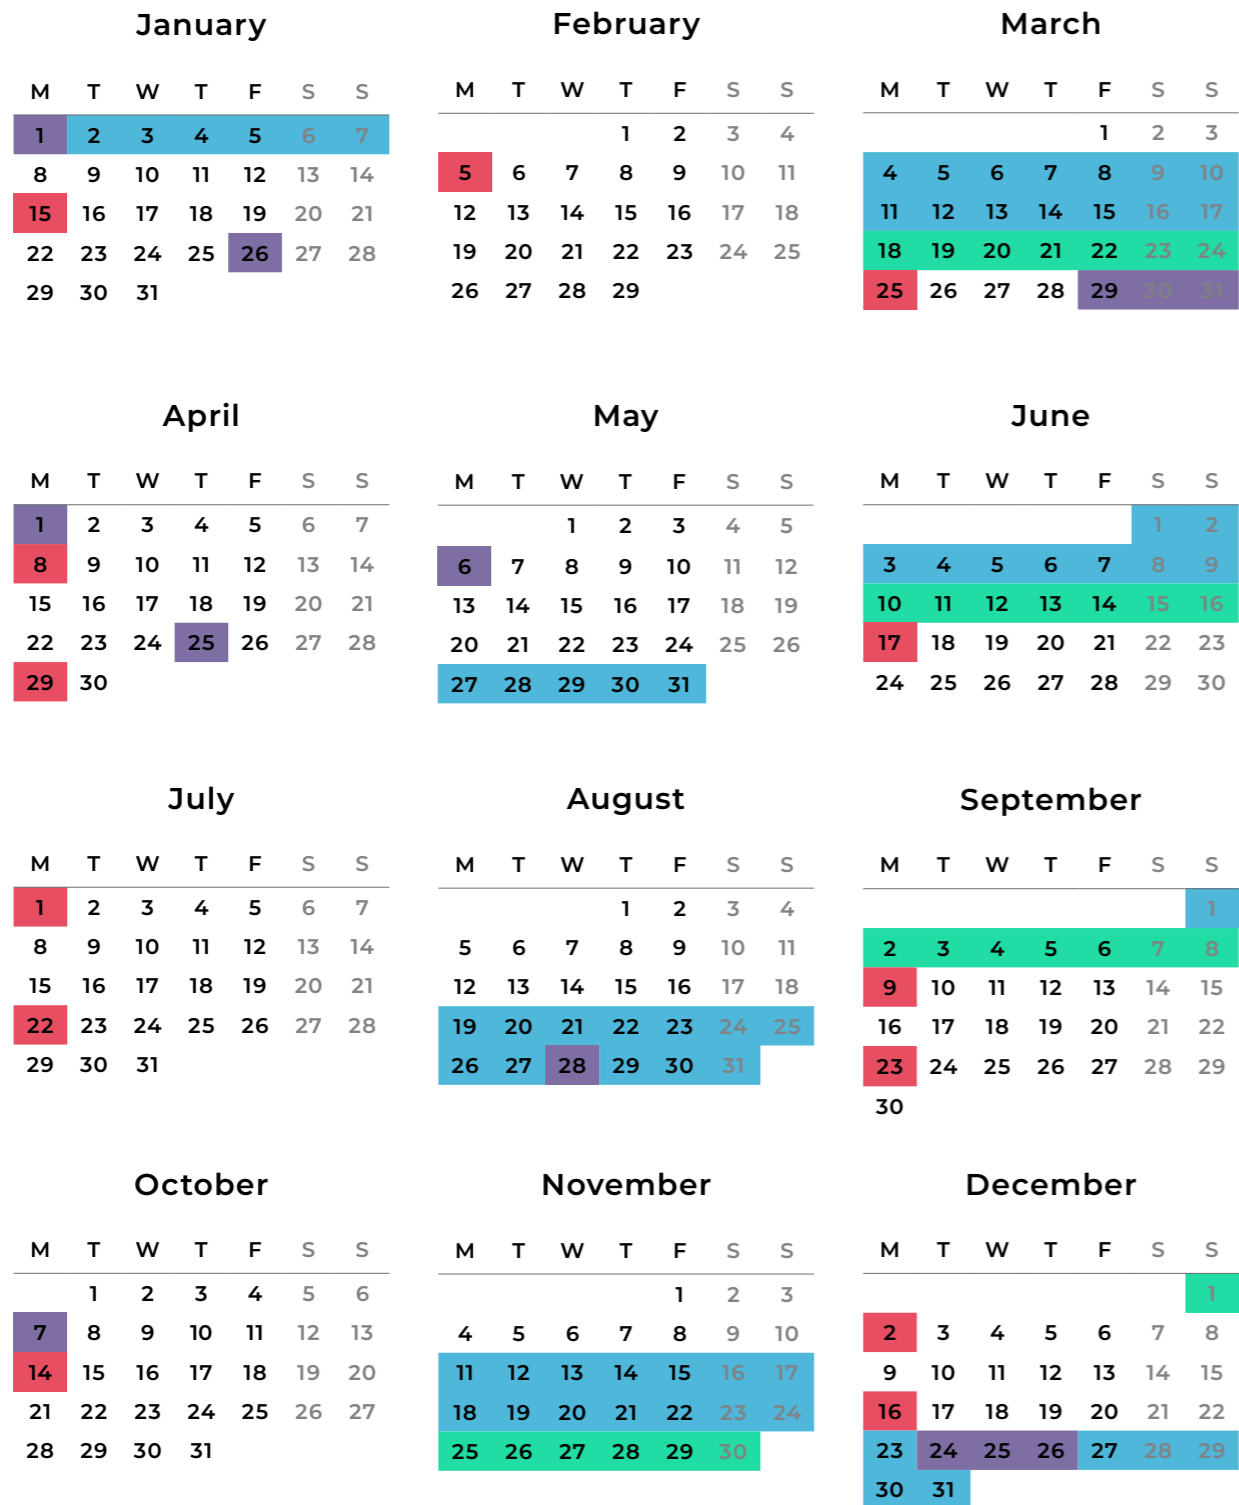 January
M T W T F S S
1 2 3 4 5 6 7
8 9 10 11 12 13 14
15 16 17 18 19 20 21
22 23 24 25 26 27 28
29 30 31
February
M T W T F S S
1 2 3 4
5 6 7 8 9 10 11
12 13 14 15 16 17 18
19 20 21 22 23 24 25
26 27 28 29
March
M T W T F S S
1 2 3
4 5 6 7 8 9 10
11 12 13 14 15 16 17
18 19 20 21 22 23 24
25 26 27 28 29 30 31
April
M T W T F S S
1 2 3 4 5 6 7
8 9 10 11 12 13 14
15 16 17 18 19 20 21
22 23 24 25 26 27 28
29 30
May
M T W T F S S
1 2 3 4 5
6 7 8 9 10 11 12
13 14 15 16 17 18 19
20 21 22 23 24 25 26
27 28 29 30 31
June
M T W T F S S
1 2
3 4 5 6 7 8 9
10 11 12 13 14 15 16
17 18 19 20 21 22 23
24 25 26 27 28 29 30
July
M T W T F S S
1 2 3 4 5 6 7
8 9 10 11 12 13 14
15 16 17 18 19 20 21
22 23 24 25 26 27 28
29 30 31
August
M T W T F S S
1 2 3 4
5 6 7 8 9 10 11
12 13 14 15 16 17 18
19 20 21 22 23 24 25
26 27 28 29 30 31
September
M T W T F S S
1
2 3 4 5 6 7 8
9 10 11 12 13 14 15
16 17 18 19 20 21 22
23 24 25 26 27 28 29
30
October
M T W T F S S
1 2 3 4 5 6
7 8 9 10 11 12 13
14 15 16 17 18 19 20
21 22 23 24 25 26 27
28 29 30 31
November
M T W T F S S
1 2 3
4 5 6 7 8 9 10
11 12 13 14 15 16 17
18 19 20 21 22 23 24
25 26 27 28 29 30
December
M T W T F S S
1
2 3 4 5 6 7 8
9 10 11 12 13 14 15
16 17 18 19 20 21 22
23 24 25 26 27 28 29
30 31